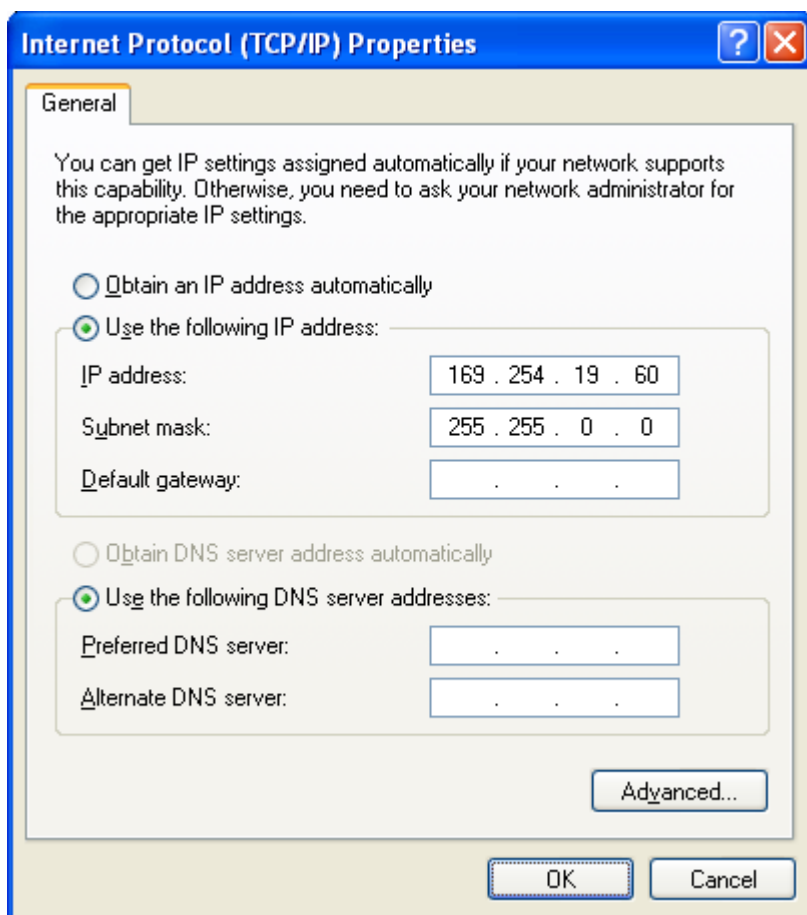 Internet Protocol (TCP/IP) Properties
General
You can get IP settings assigned automatically if your network supports
this capability. Otherwise, you need to ask your network administrator for
the appropriate IP settings.
Obtain an IP address automatically
Use the following IP address:
IP address: 169 . 254 . 19 . 60
Subnet mask: 255 . 255 . 0 . 0
Default gateway: . . .
Obtain DNS server address automatically
Use the following DNS server addresses:
Preferred DNS server: . . .
Alternate DNS server: . . .
Advanced...
OK Cancel